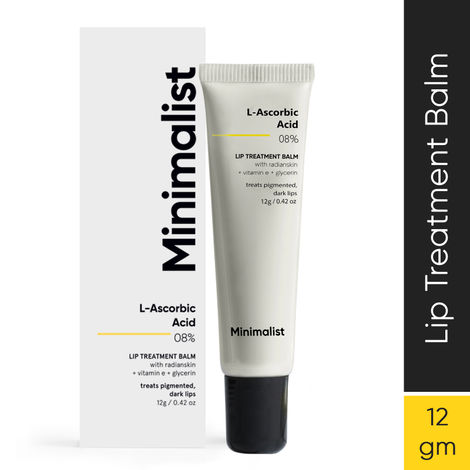 Minimalist
L-Ascorbic
Acid
08%
LIP TREATMENT BALM
with radianskin
+ vitamin e + glycerin
treats pigmented,
dark lips
12g / 0.42 oz
L-Ascorbic
Acid
08%
LIP TREATMENT BALM
with radianskin
+ vitamin e + glycerin
treats pigmented,
dark lips
12g / 0.42 oz
Minimalist
Lip Treatment Balm
12
gm